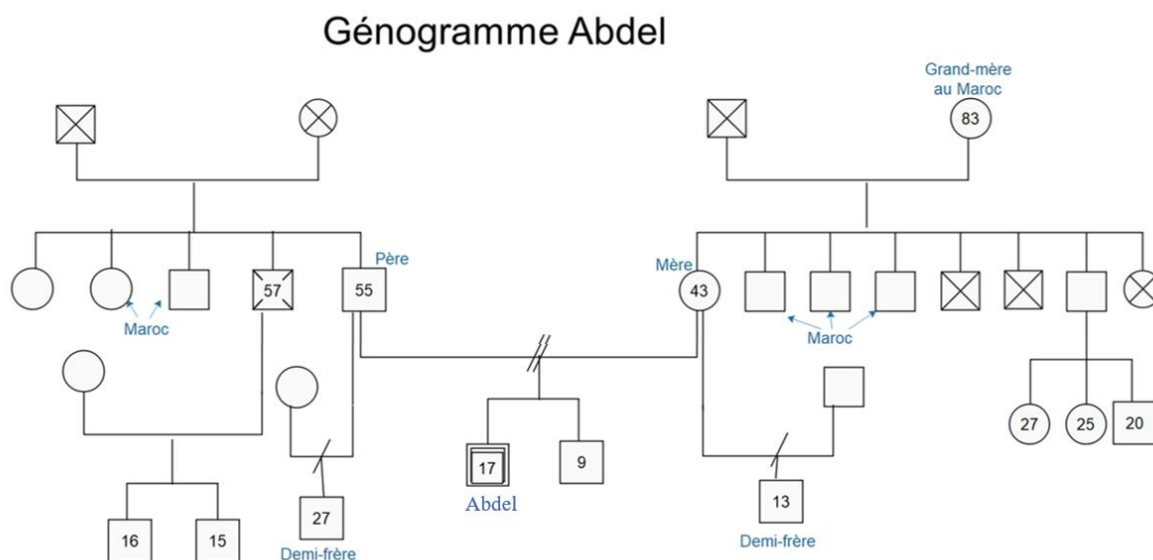 Génogramme Abdel
Grand-mère
au Maroc
83
Père
Mère
57
55
43
Maroc
Maroc
27
25
20
17
9
Abdel
16
15
27
Demi-frère
13
Demi-frère